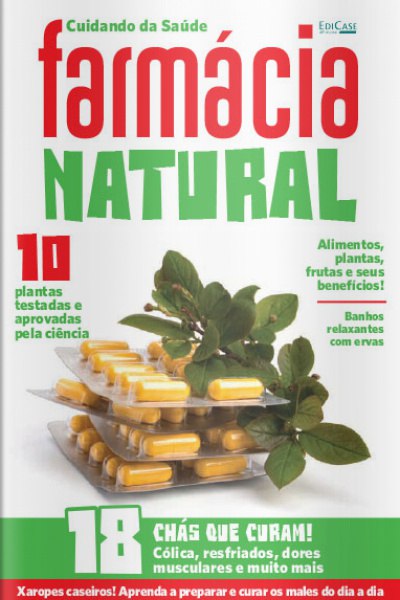 Cuidando da Saúde
EDICASE
farmácia
NATURAL
10
plantas
testadas e
aprovadas
pela ciência
Alimentos,
plantas,
frutas e seus
benefícios!
Banhos
relaxantes
com ervas
18
CHÁS QUE CURAM!
Cólica, resfriados, dores
musculares e muito mais
Xaropes caseiros! Aprenda a preparar e curar os males do dia a dia